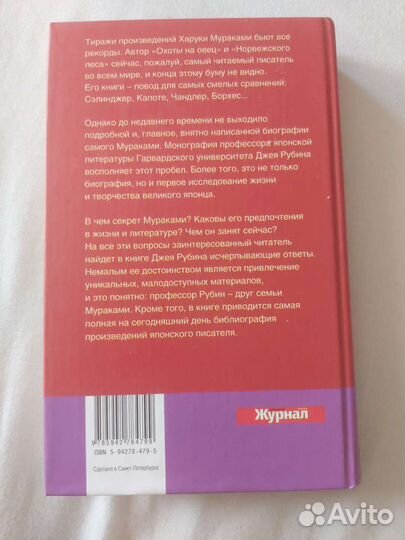 Тиражи произведений Харуки Мураками бьют все
рекорды. Автор «Охоты на овец» и «Норвежского
леса» сейчас, пожалуй, самый читаемый писатель
во всем мире, и конца этому буму не видно.
Его книги – повод для самых смелых сравнений:
Сэлинджер, Капоте, Чандлер, Борхес...
Однако до недавнего времени не выходило
подробной и, главное, внятно написанной биографии
самого Мураками. Монография профессора японской
литературы Гарвардского университета Джея Рубина
восполняет этот пробел. Более того, это не только
биография, но и первое исследование жизни
и творчества великого японца.
В чем секрет Мураками? Каковы его предпочтения
в жизни и литературе? Чем он занят сейчас?
На все эти вопросы заинтересованный читатель
найдет в книге Джея Рубина исчерпывающие ответы.
Немалым ее достоинством является привлечение
уникальных, малодоступных материалов,
и это понятно: профессор Рубин – друг семьи
Мураками. Кроме того, в книге приводится самая
полная на сегодняшний день библиография
произведений японского писателя.
Журнал
9785942784799
ISBN 5-94278-479-5
Сделано в Санкт-Петербурге
Avito